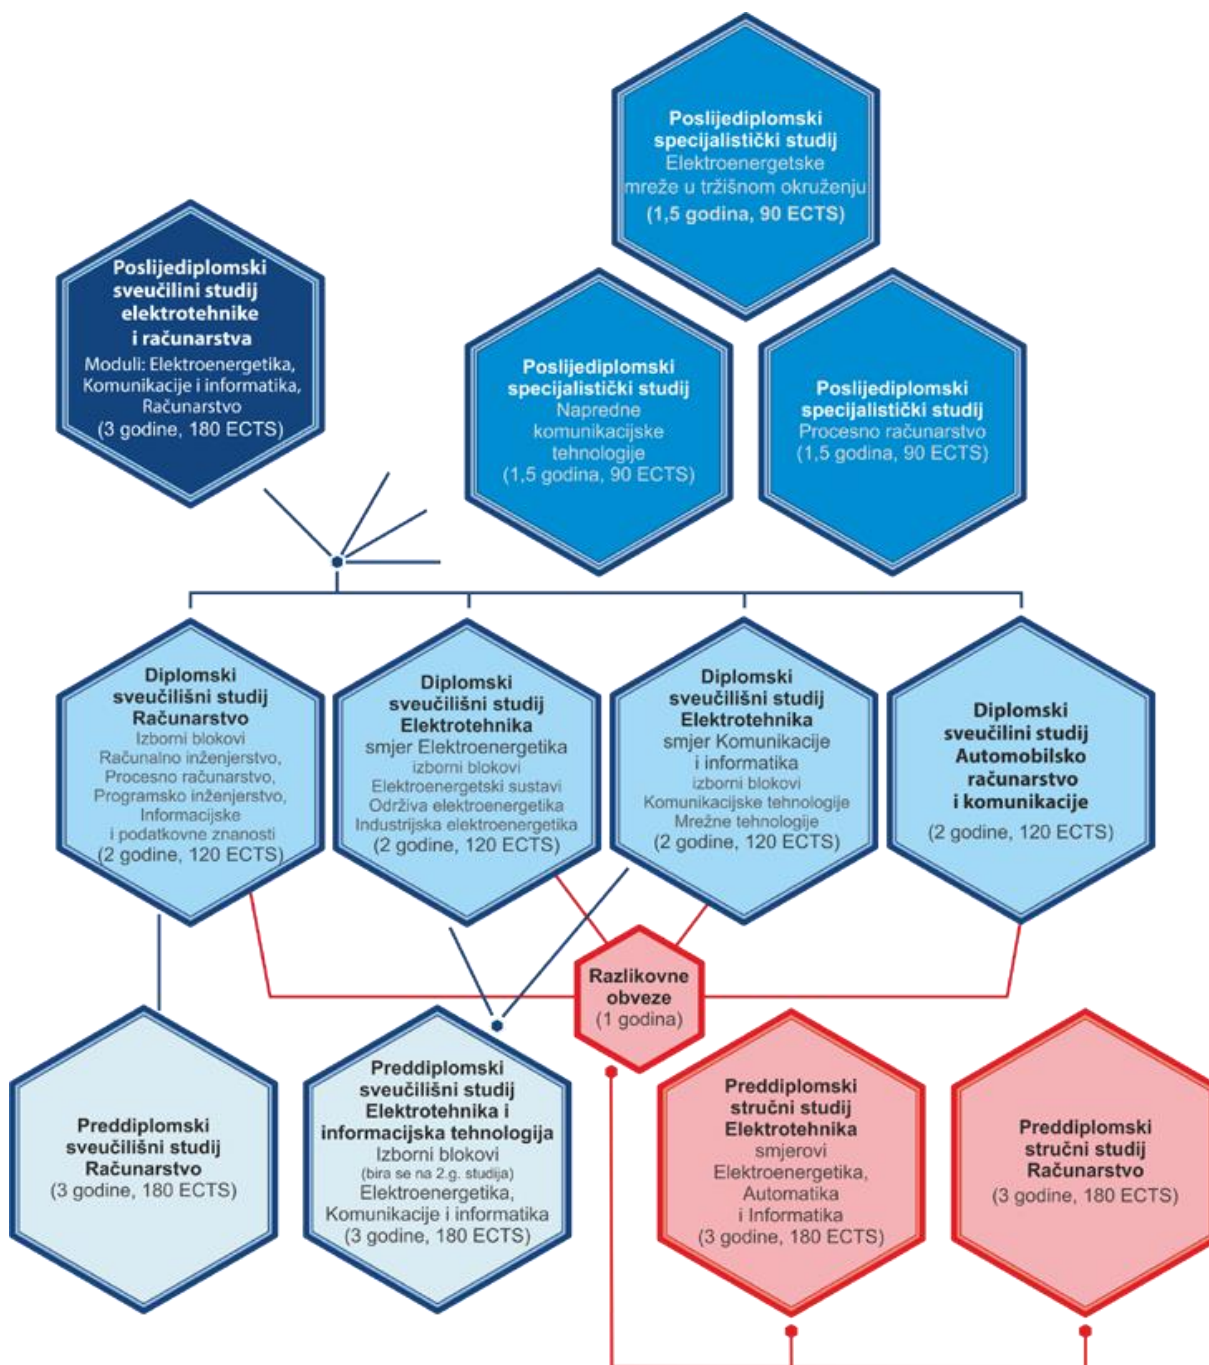 Poslijediplomski
specijalistički studij
Elektroenergetske
mreže u tržišnom okruženju
(1,5 godina, 90 ECTS)
Poslijediplomski
sveučilini studij
elektrotehnike
i računarstva
Moduli: Elektroenergetika,
Komunikacije i informatika,
Računarstvo
(3 godine, 180 ECTS)
Poslijediplomski
specijalistički studij
Napredne
komunikacijske
tehnologije
(1,5 godina, 90 ECTS)
Poslijediplomski
specijalistički studij
Procesno računarstvo
(1,5 godina, 90 ECTS)
Diplomski
sveučilišni studij
Računarstvo
Izborni blokovi
Računalno inženjerstvo,
Procesno računarstvo,
Programsko inženjerstvo,
Informacijske
i podatkovne znanosti
(2 godine, 120 ECTS)
Diplomski
sveučilišni studij
Elektrotehnika
smjer Elektroenergetika
izborni blokovi
Elektroenergetski sustavi
Održiva elektroenergetika
Industrijska elektroenergetika
(2 godine, 120 ECTS)
Diplomski
sveučilišni studij
Elektrotehnika
smjer Komunikacije
i informatika
izborni blokovi
Komunikacijske tehnologije
Mrežne tehnologije
(2 godine, 120 ECTS)
Diplomski
sveučilini studij
Automobilsko
računarstvo
i komunikacije
(2 godine, 120 ECTS)
Razlikovne
obveze
(1 godina)
Preddiplomski
sveučilišni studij
Računarstvo
(3 godine, 180 ECTS)
Preddiplomski
sveučilišni studij
Elektrotehnika i
informacijska tehnologija
Izborni blokovi
(bira se na 2.g. studija)
Elektroenergetika,
Komunikacije i informatika
(3 godine, 180 ECTS)
Preddiplomski
stručni studij
Elektrotehnika
smjerovi
Elektroenergetika,
Automatika
i Informatika
(3 godine, 180 ECTS)
Preddiplomski
stručni studij
Računarstvo
(3 godine, 180 ECTS)